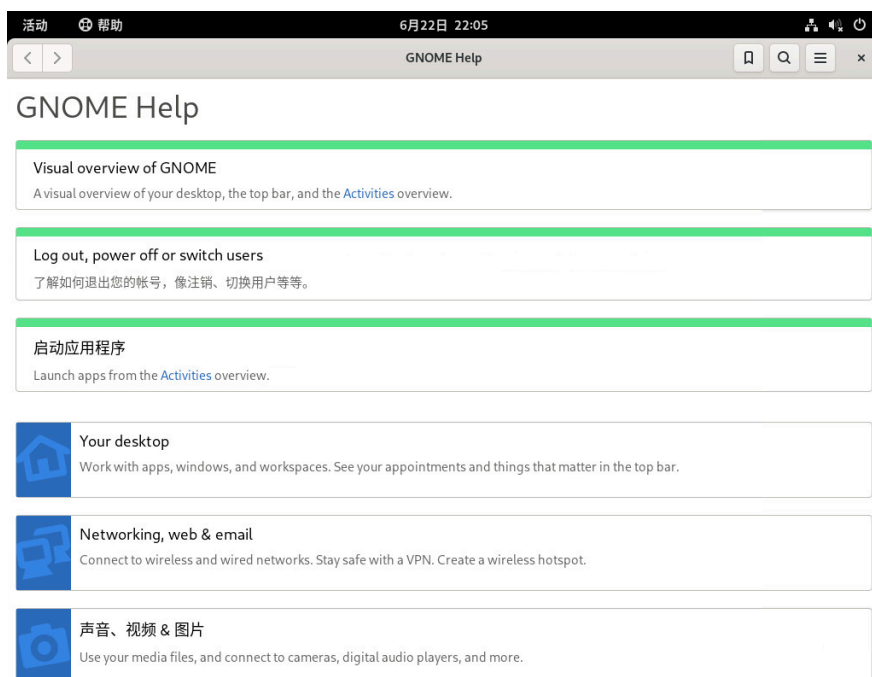 活动 帮助 6月22日 22:05
GNOME Help
GNOME Help
Visual overview of GNOME
A visual overview of your desktop, the top bar, and the Activities overview.
Log out, power off or switch users
了解如何退出您的帐号，像注销、切换用户等等。
启动应用程序
Launch apps from the Activities overview.
Your desktop
Work with apps, windows, and workspaces. See your appointments and things that matter in the top bar.
Networking, web & email
Connect to wireless and wired networks. Stay safe with a VPN. Create a wireless hotspot.
声音、视频 & 图片
Use your media files, and connect to cameras, digital audio players, and more.